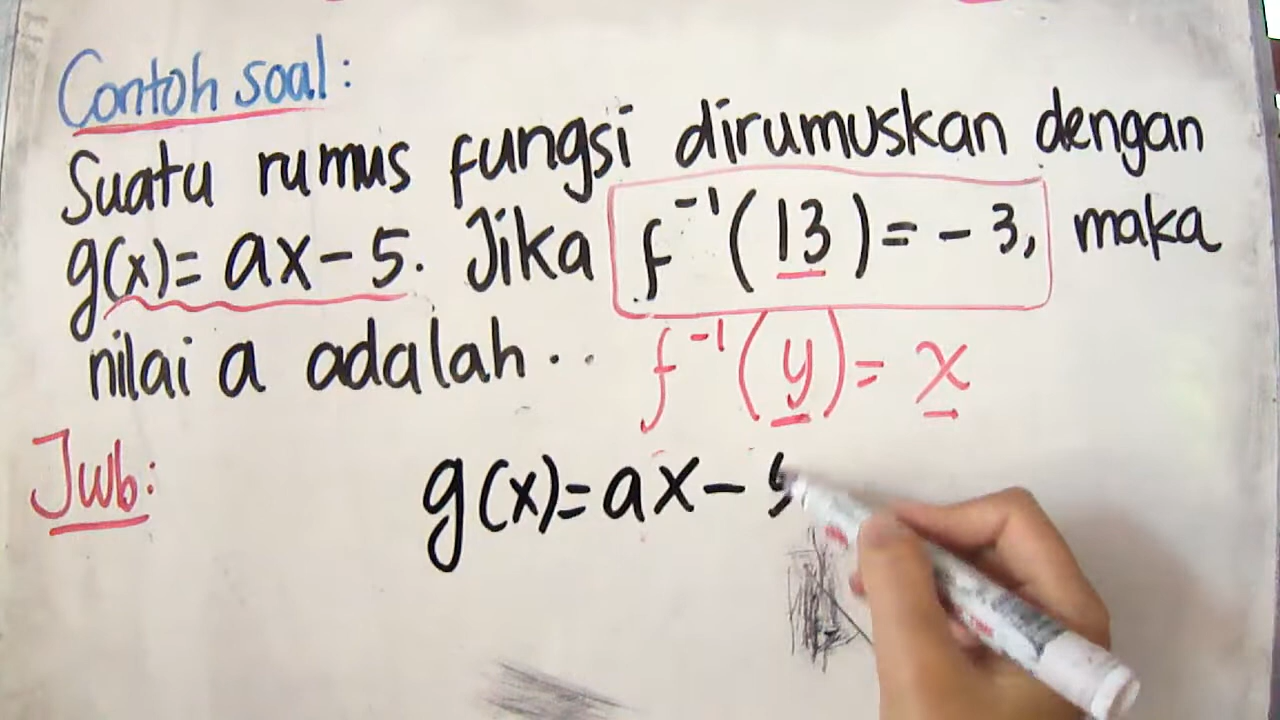 Contoh soal:
Suatu rumus fungsi dirumuskan dengan
g(x)= ax - 5. Jika f⁻¹(13)= - 3, maka
nilai a adalah ..
f⁻¹(y)= x
Jwb:
g(x)= ax - 5